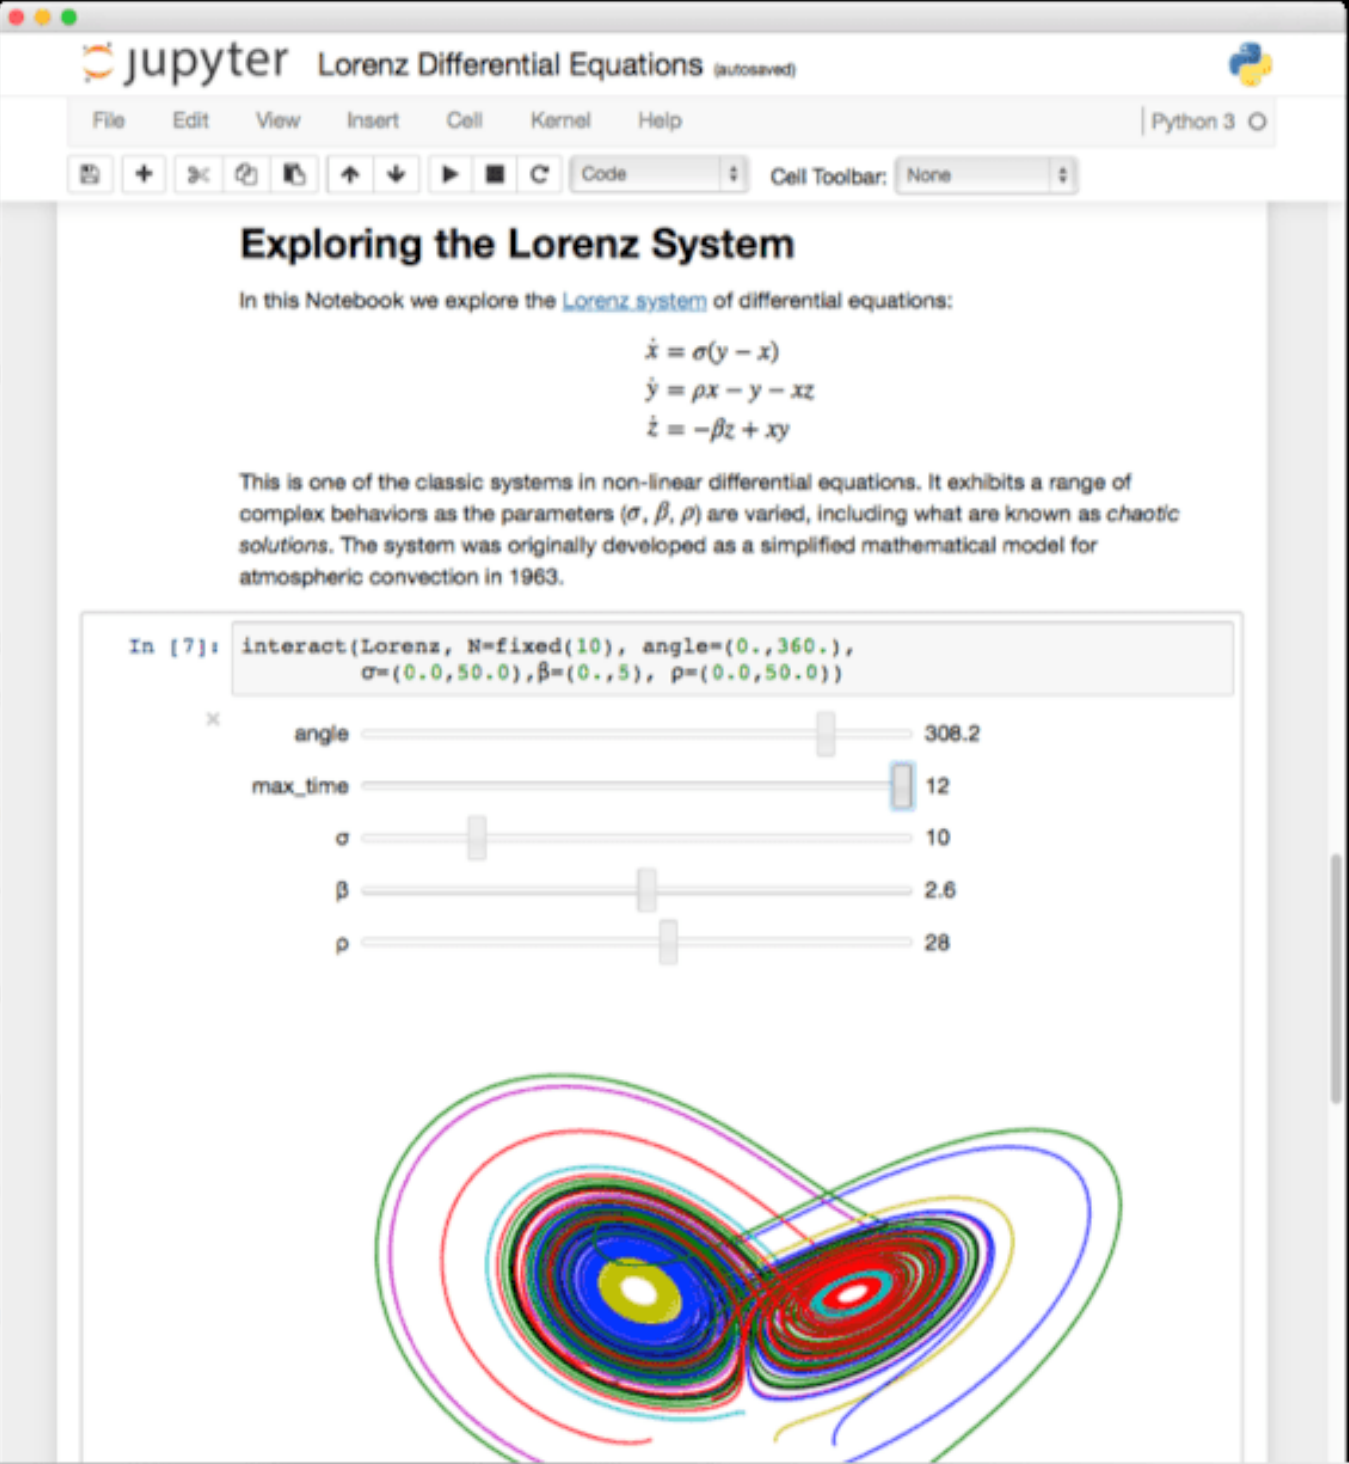 jupyter Lorenz Differential Equations (autosaved)
File Edit View Insert Cell Kernel Help Python 3
Code Cell Toolbar: None
Exploring the Lorenz System
In this Notebook we explore the Lorenz system of differential equations:
ẋ = σ(y − x)
ẏ = ρx − y − xz
ż = −βz + xy
This is one of the classic systems in non-linear differential equations. It exhibits a range of
complex behaviors as the parameters (σ, β, ρ) are varied, including what are known as chaotic
solutions. The system was originally developed as a simplified mathematical model for
atmospheric convection in 1963.
In [7]: interact(Lorenz, N=fixed(10), angle=(0.,360.),
σ=(0.0,50.0),β=(0.,5), ρ=(0.0,50.0))
angle 308.2
max_time 12
σ 10
β 2.6
ρ 28